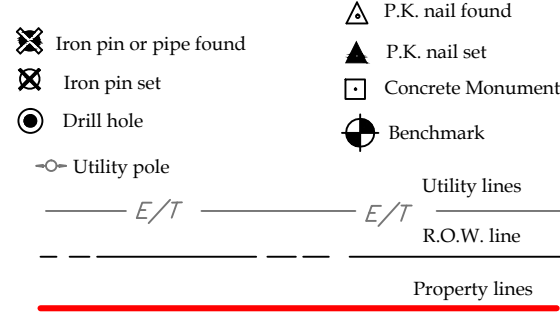 Iron pin or pipe found
Iron pin set
Drill hole
Utility pole
P.K. nail found
P.K. nail set
Concrete Monument
Benchmark
Utility lines
E/T E/T
R.O.W. line
Property lines